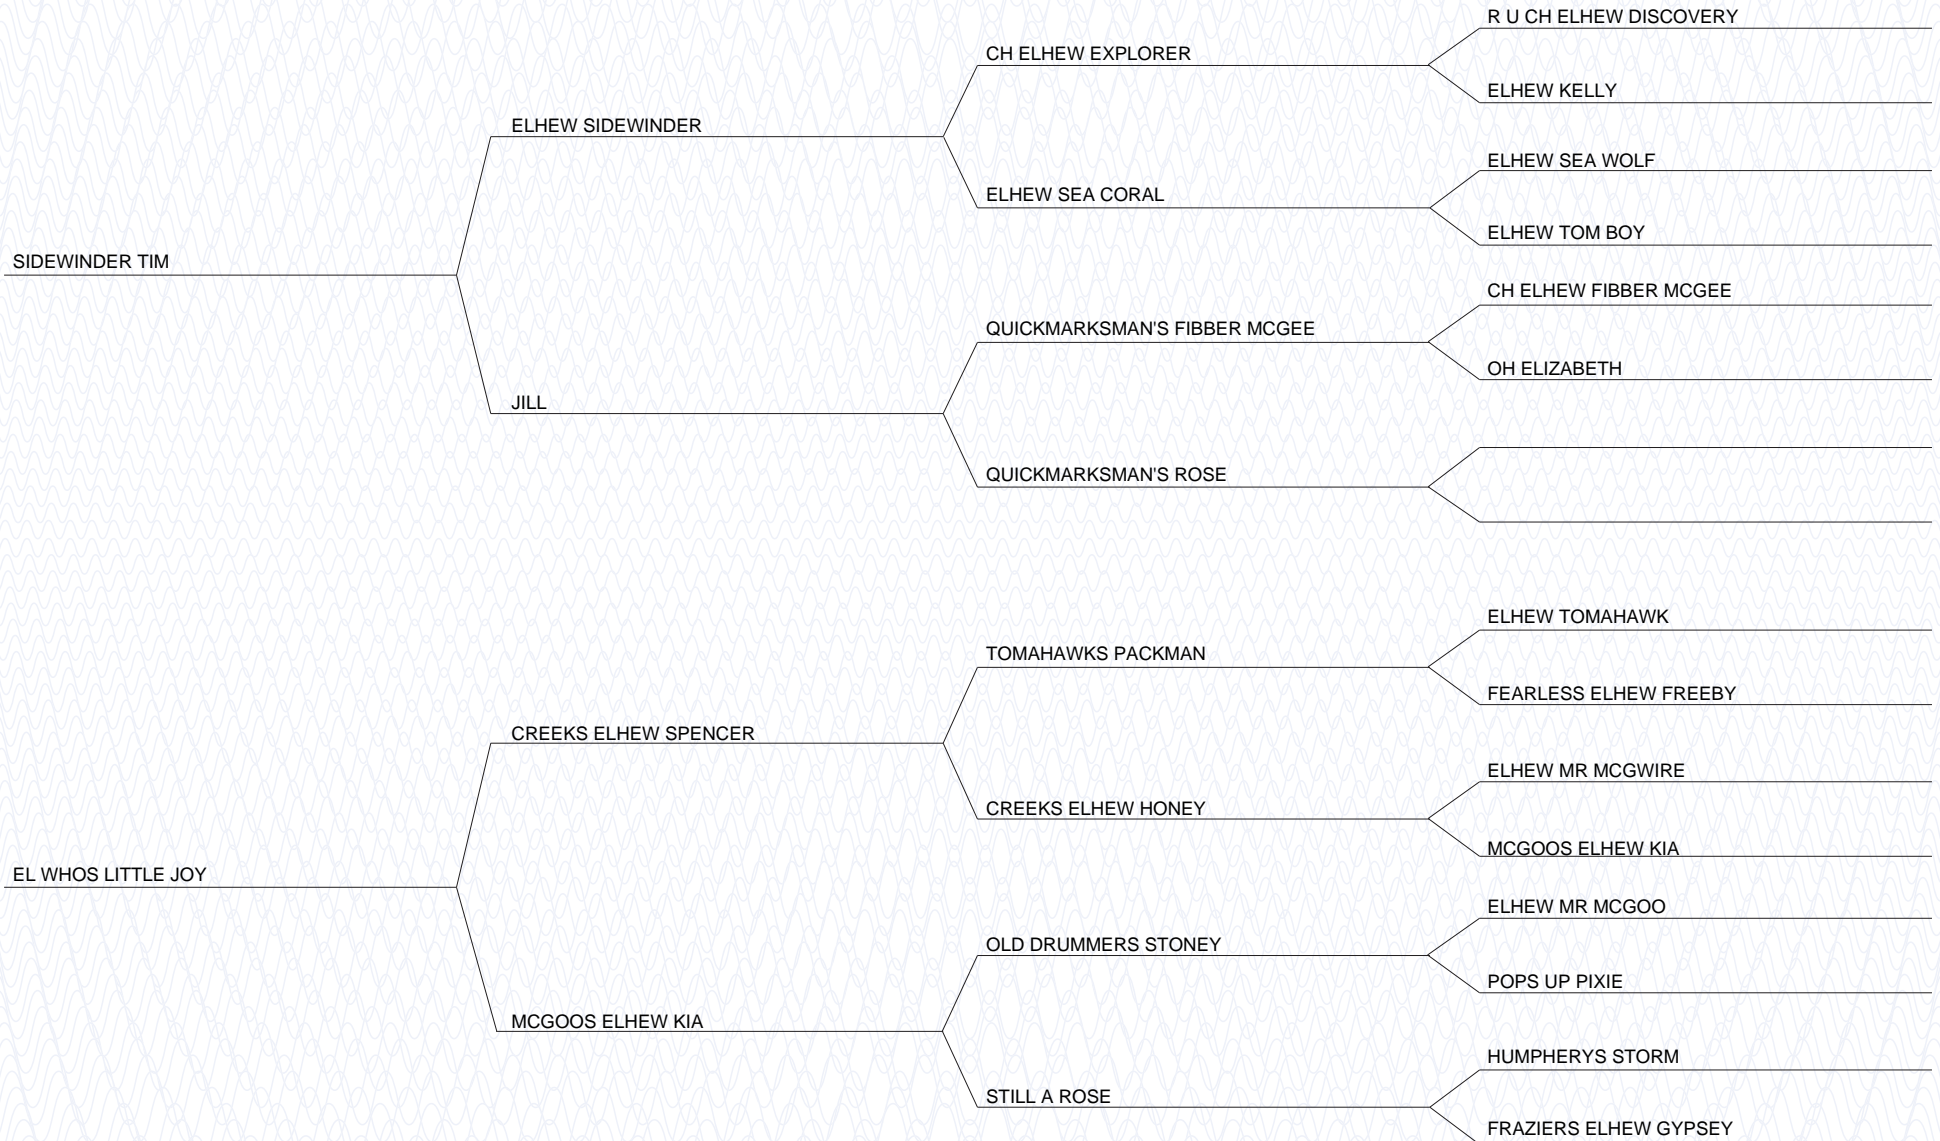 R U CH ELHEW DISCOVERY
CH ELHEW EXPLORER
ELHEW KELLY
ELHEW SIDEWINDER
ELHEW SEA WOLF
ELHEW SEA CORAL
ELHEW TOM BOY
SIDEWINDER TIM
CH ELHEW FIBBER MCGEE
QUICKMARKSMAN'S FIBBER MCGEE
OH ELIZABETH
JILL
QUICKMARKSMAN'S ROSE
ELHEW TOMAHAWK
TOMAHAWKS PACKMAN
FEARLESS ELHEW FREEBY
CREEKS ELHEW SPENCER
ELHEW MR MCGWIRE
CREEKS ELHEW HONEY
MCGOOS ELHEW KIA
EL WHOS LITTLE JOY
ELHEW MR MCGOO
OLD DRUMMERS STONEY
POPS UP PIXIE
MCGOOS ELHEW KIA
HUMPHERYS STORM
STILL A ROSE
FRAZIERS ELHEW GYPSEY